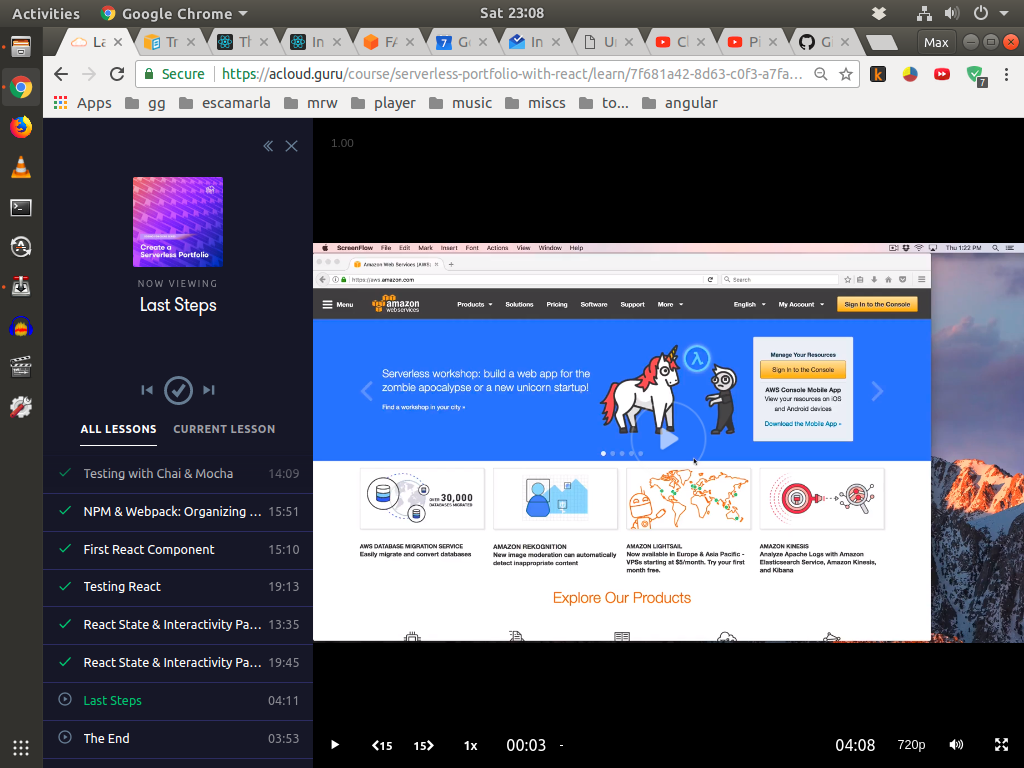 Activities
Google Chrome
Sat 23:08
La
Tr
Th
In
FA
7 Go
In
Ur
Cl
Pl
Gi
Max
Secure
https://acloud.guru/course/serverless-portfolio-with-react/learn/7f681a42-8d63-c0f3-a7fa...
7
Apps
gg
escamarla
mrw
player
music
miscs
to...
angular
1.00
Create a
Serverless Portfolio
NOW VIEWING
Last Steps
ALL LESSONS
CURRENT LESSON
Testing with Chai & Mocha 14:09
NPM & Webpack: Organizing ... 15:51
First React Component 15:10
Testing React 19:13
React State & Interactivity Pa... 13:35
React State & Interactivity Pa... 19:45
Last Steps 04:11
The End 03:53
ScreenFlow File Edit Mark Insert Font Actions View Window Help
Thu 1:22 PM
Amazon Web Services (AWS)
https://aws.amazon.com
Search
Menu
amazon
web services
Products
Solutions
Pricing
Software
Support
More
English
My Account
Sign In to the Console
Serverless workshop: build a web app for the
zombie apocalypse or a new unicorn startup!
Find a workshop in your city »
λ
Manage Your Resources
Sign In to the Console
AWS Console Mobile App
View your resources on iOS
and Android devices
Download the Mobile App »
OVER 30,000
DATABASES MIGRATED
AWS DATABASE MIGRATION SERVICE
Easily migrate and convert databases
AMAZON REKOGNITION
New image moderation can automatically
detect inappropriate content
AMAZON LIGHTSAIL
Now available in Europe & Asia Pacific -
VPSs starting at $5/month. Try your first
month free.
AMAZON KINESIS
Analyze Apache Logs with Amazon
Elasticsearch Service, Amazon Kinesis,
and Kibana
Explore Our Products
15
15
1x
00:03
-
04:08
720p